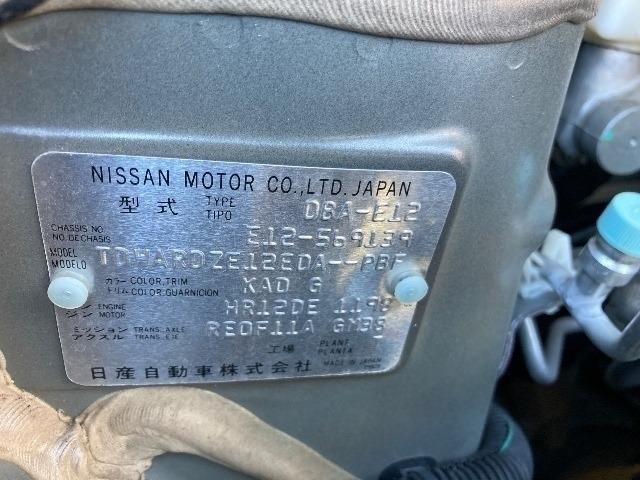 NISSAN MOTOR CO.,LTD. JAPAN
型式 TYPE TIPO DBA-E12
CHASSIS NO. NO.DECHASIS E12-569139
MODEL MODELO TDHARDZE12EDA--PBF
カラー COLOR,TRIM トリム COLOR,GUARNICION KAD G
ENGINE MOTOR HR12DE 1198
ミッション TRANS. アクスル TRANS. AXLE EJE RE0F11A GM35
工場 PLANT PLANTA
日産自動車株式会社 MADE IN JAPAN